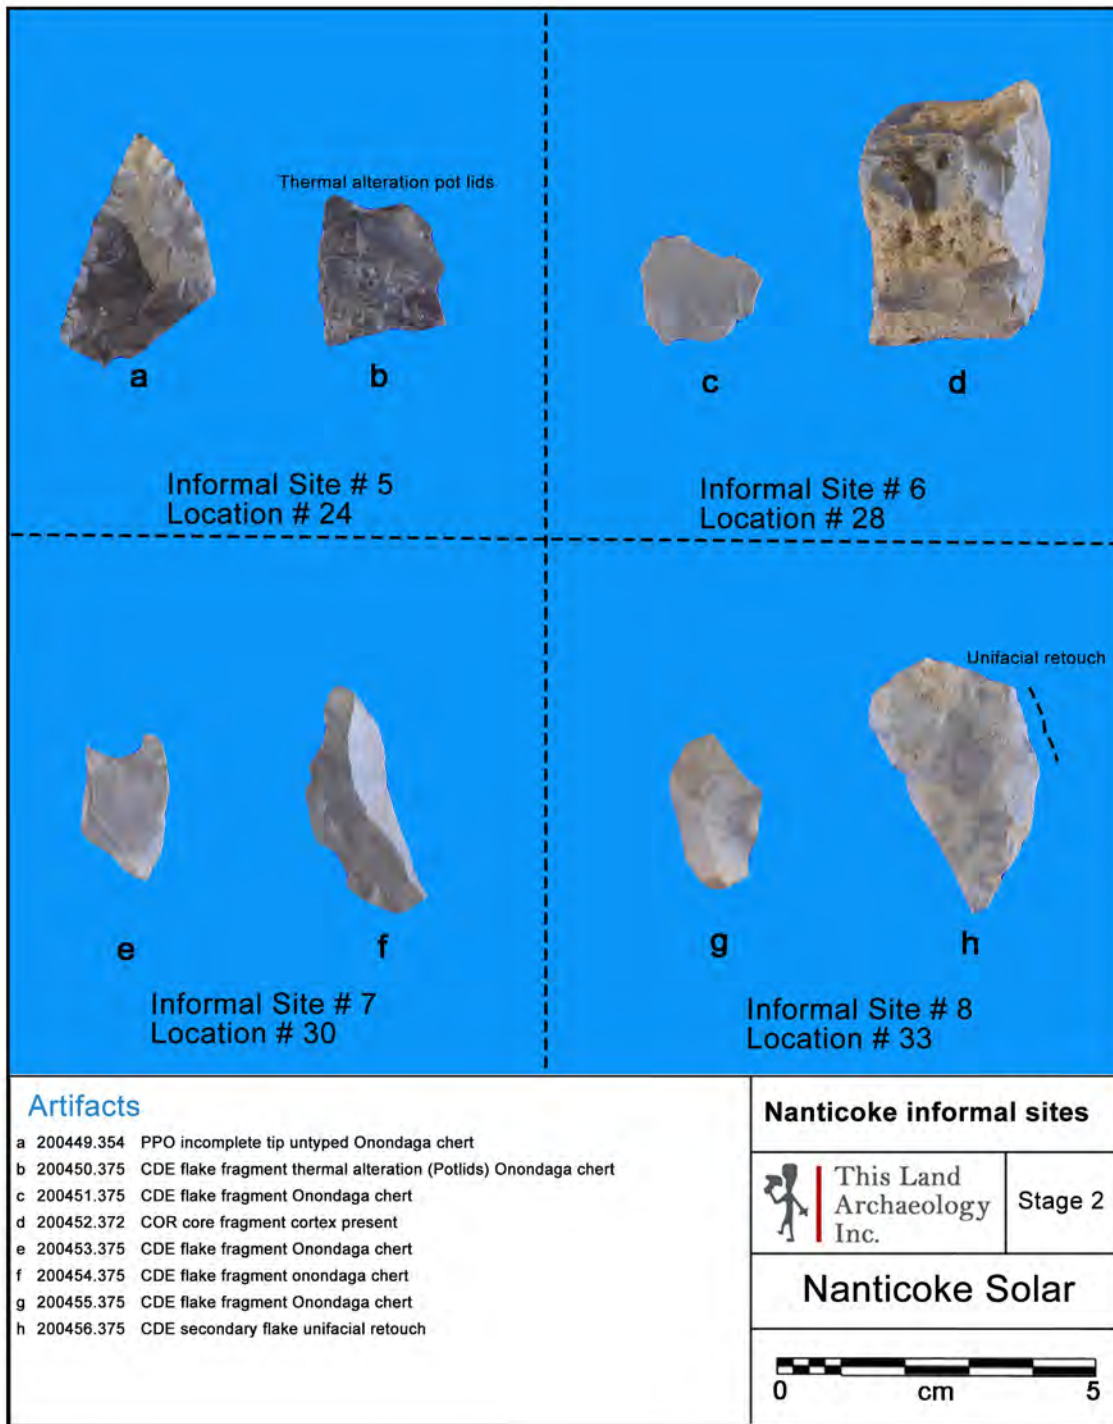 Thermal alteration pot lids
a
b
Informal Site # 5
Location # 24
c
d
Informal Site # 6
Location # 28
e
f
Informal Site # 7
Location # 30
Unifacial retouch
g
h
Informal Site # 8
Location # 33
Artifacts
a 200449.354 PPO incomplete tip untyped Onondaga chert
b 200450.375 CDE flake fragment thermal alteration (Potlids) Onondaga chert
c 200451.375 CDE flake fragment Onondaga chert
d 200452.372 COR core fragment cortex present
e 200453.375 CDE flake fragment Onondaga chert
f 200454.375 CDE flake fragment onondaga chert
g 200455.375 CDE flake fragment Onondaga chert
h 200456.375 CDE secondary flake unifacial retouch
Nanticoke informal sites
This Land
Archaeology
Inc.
Stage 2
Nanticoke Solar
0 cm 5